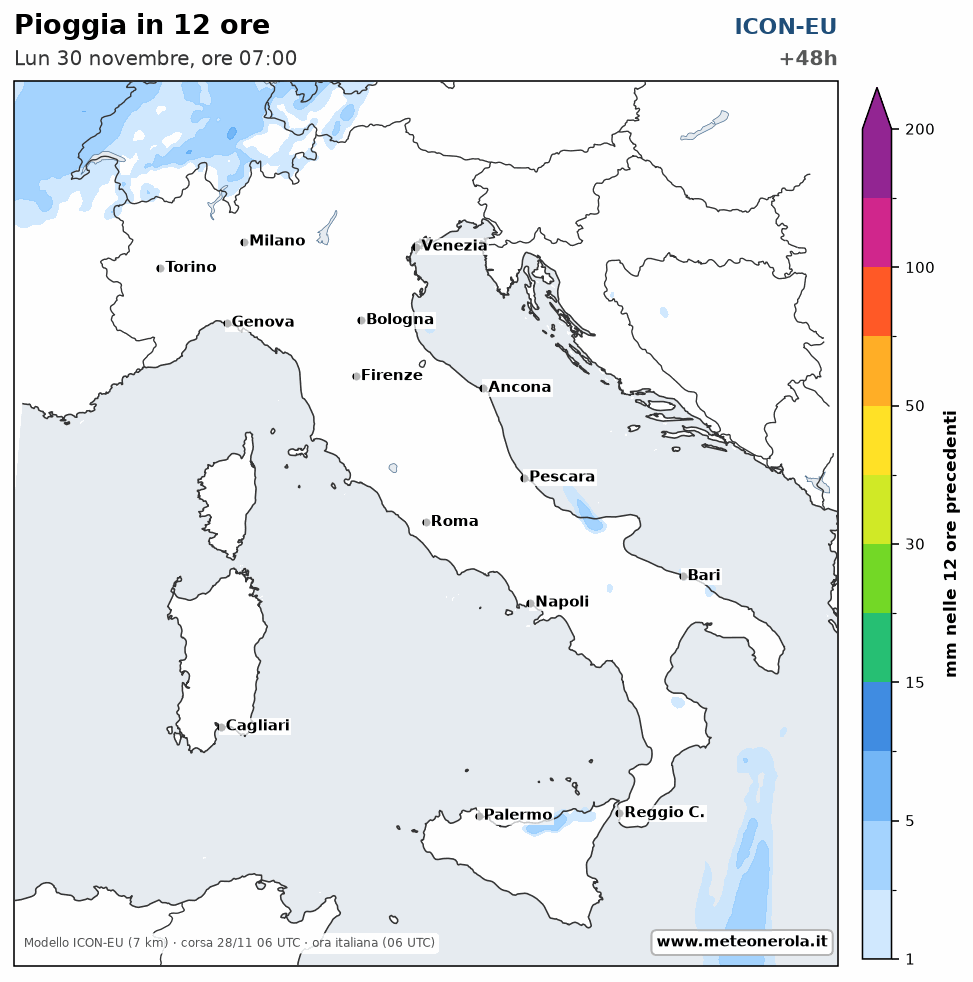 Pioggia in 12 ore
ICON-EU
Lun 30 novembre, ore 07:00
+48h
200
Milano
Venezia
Torino
100
Genova
Bologna
Firenze
Ancona
50
Pescara
Roma
30
Bari
Napoli
15
Cagliari
Palermo
Reggio C.
5
mm nelle 12 ore precedenti
Modello ICON-EU (7 km) · corsa 28/11 06 UTC · ora italiana (06 UTC)
www.meteonerola.it
1